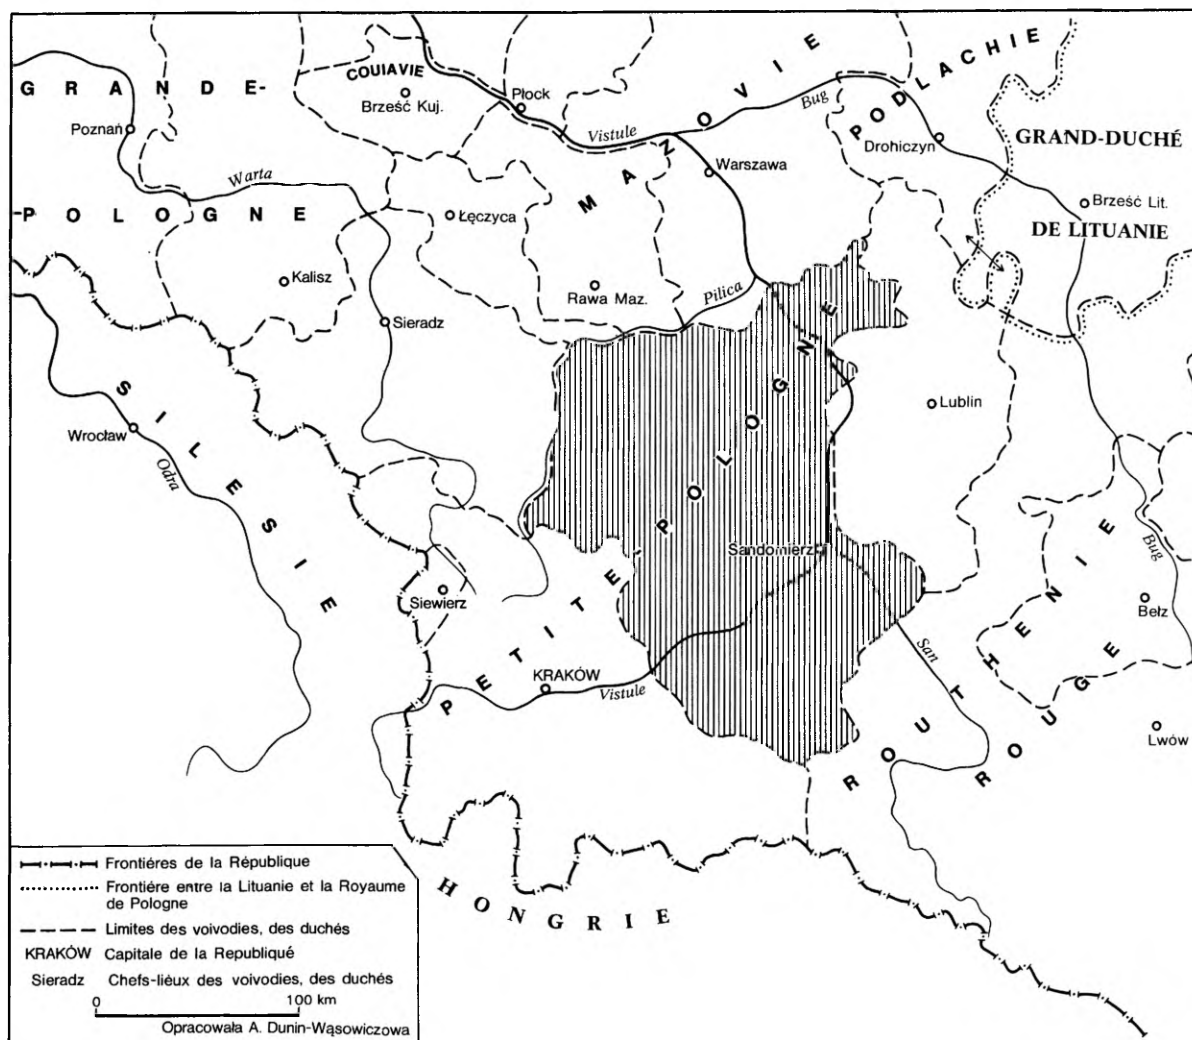 GRANDE-
COUIAVIE
Brześć Kuj.
Płock
Poznań
Vistule
MAZOVIE
Bug
PODLACHIE
Drohiczyn
GRAND-DUCHÉ
Warszawa
Warta
-POLOGNE
Łęczyca
Brześć Lit.
DE LITUANIE
Kalisz
Rawa Maz.
Pilica
Sieradz
SILESIE
Wrocław
Odra
Lublin
PETITE-POLOGNE
Sandomierz
Bug
Siewierz
Bełz
San
KRAKÓW
Vistule
ROUTHENIE
ROUGE
Lwów
HONGRIE
Frontiéres de la République
Frontiére entre la Lituanie et la Royaume
de Pologne
Limites des voivodies, des duchés
KRAKÓW Capitale de la Republiqué
Sieradz Chefs-liéux des voivodies, des duchés
0 100 km
Opracowała A. Dunin-Wąsowiczowa